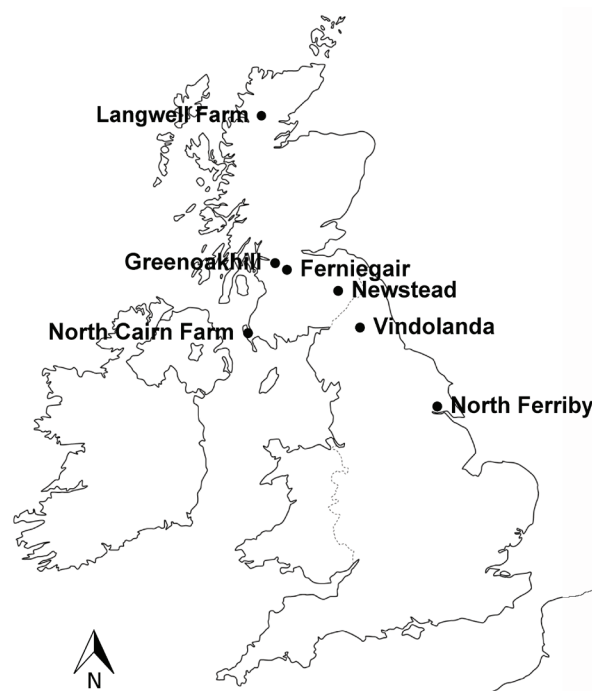 Langwell Farm
Greenoakhill
Ferniegair
Newstead
North Cairn Farm
Vindolanda
North Ferriby
N